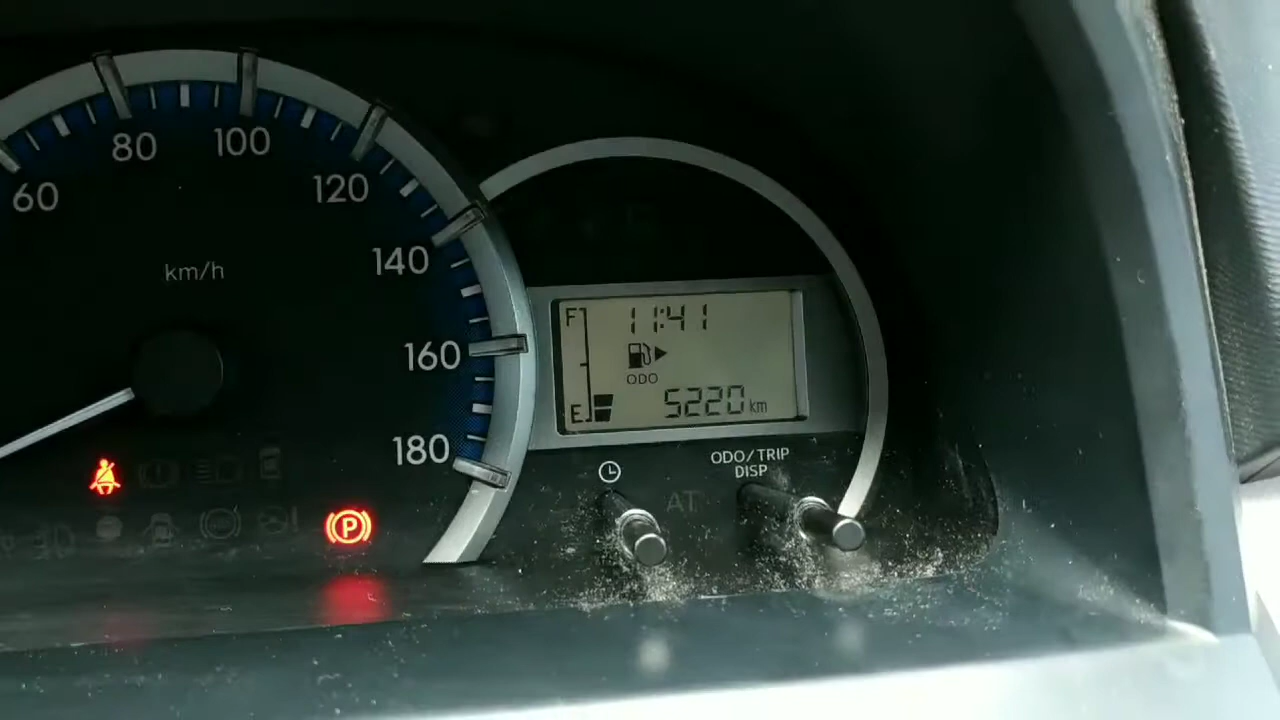 60
80
100
120
140
160
180
km/h
F
11:41
ODO
E
5220 km
ODO/TRIP
DISP
AT
P